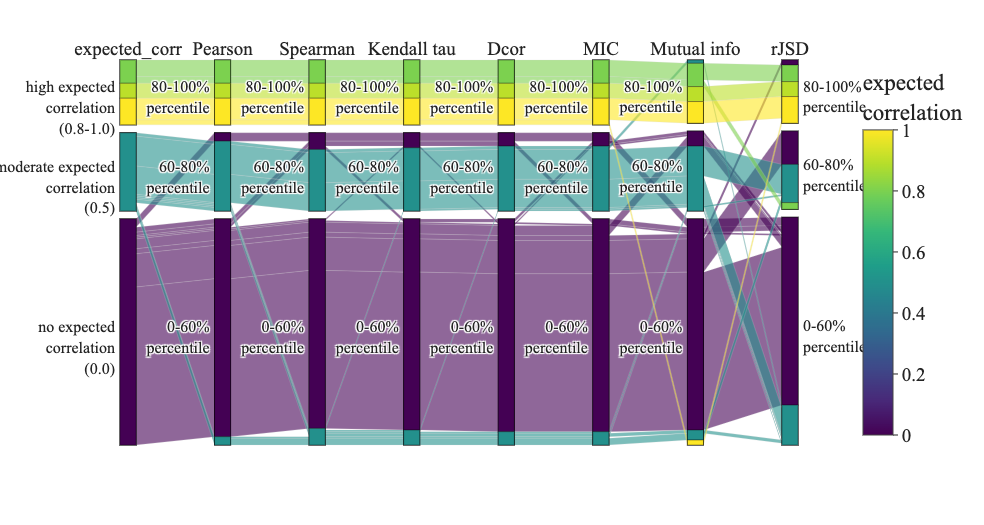 expected_corr Pearson Spearman Kendall tau Dcor MIC Mutual info rJSD
high expected
correlation
(0.8-1.0)
80-100%
percentile
80-100%
percentile
80-100%
percentile
80-100%
percentile
80-100%
percentile
80-100%
percentile
80-100%
percentile
moderate expected
correlation
(0.5)
60-80%
percentile
60-80%
percentile
60-80%
percentile
60-80%
percentile
60-80%
percentile
60-80%
percentile
60-80%
percentile
no expected
correlation
(0.0)
0-60%
percentile
0-60%
percentile
0-60%
percentile
0-60%
percentile
0-60%
percentile
0-60%
percentile
0-60%
percentile
expected
correlation
1
0.8
0.6
0.4
0.2
0